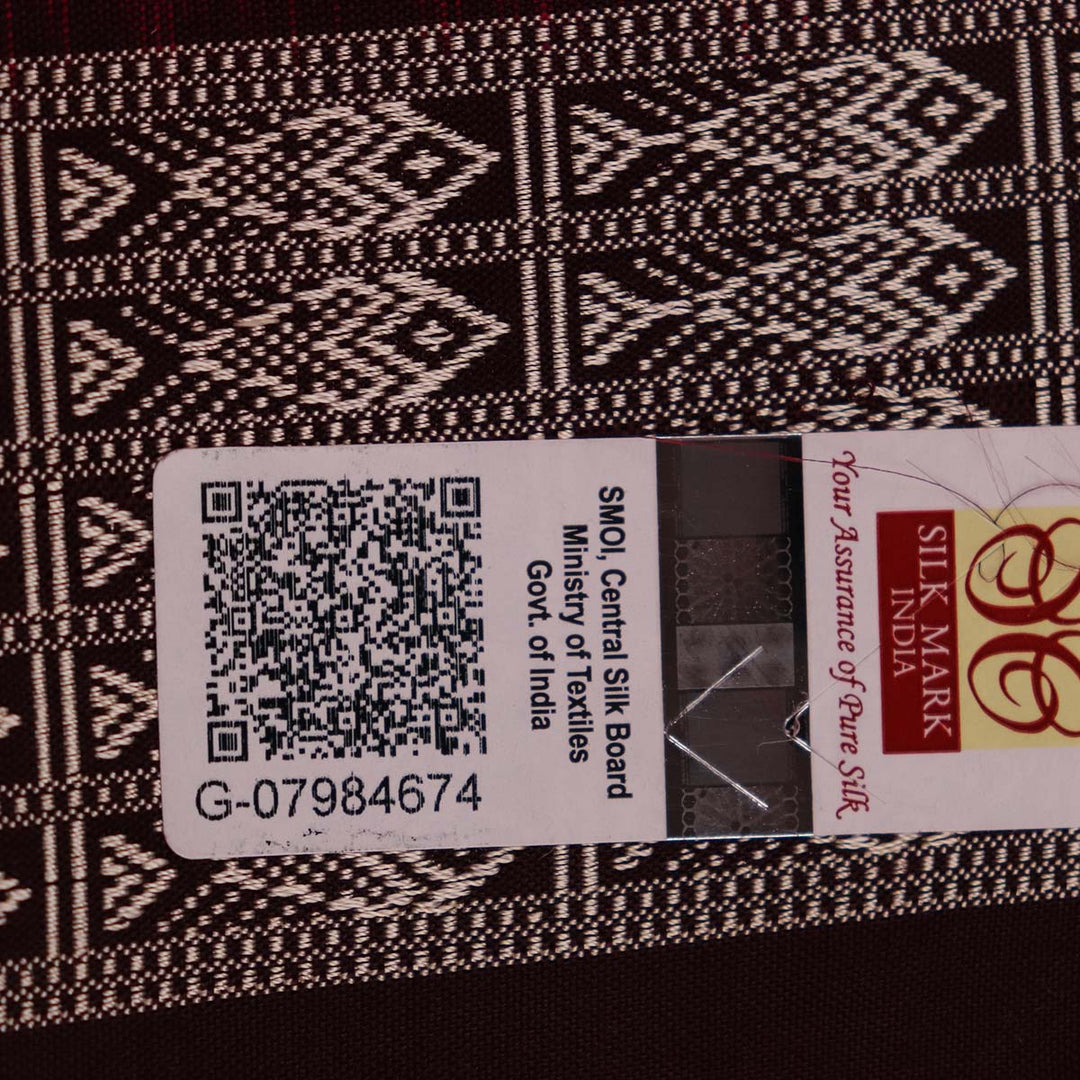 SMOI, Central Silk Board
Ministry of Textiles
Govt. of India
G-07984674
Your Assurance of Pure Silk
SILK MARK
INDIA